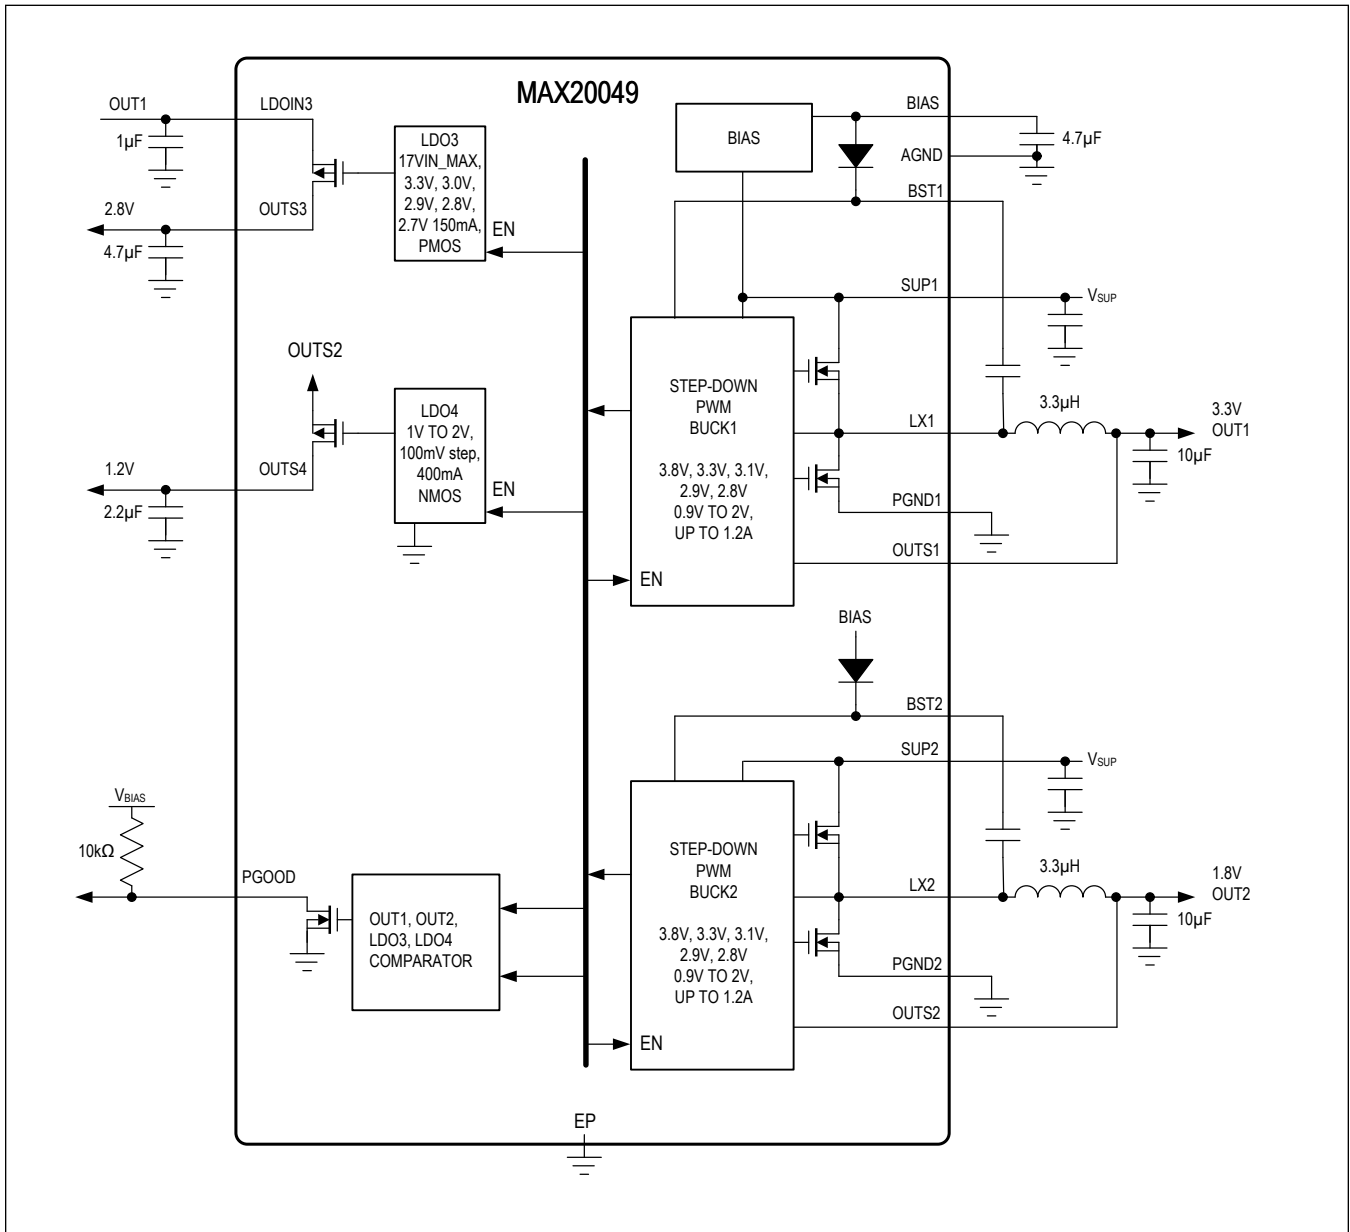 MAX20049
OUT1
LDOIN3
1µF
LDO3
17VIN_MAX,
3.3V, 3.0V,
2.9V, 2.8V,
2.7V 150mA,
PMOS
EN
2.8V
OUTS3
4.7µF
BIAS
BIAS
4.7µF
AGND
BST1
SUP1
VSUP
OUTS2
LDO4
1V TO 2V,
100mV step,
400mA
NMOS
EN
1.2V
OUTS4
2.2µF
STEP-DOWN
PWM
BUCK1
3.8V, 3.3V, 3.1V,
2.9V, 2.8V
0.9V TO 2V,
UP TO 1.2A
EN
LX1
3.3µH
3.3V
OUT1
10µF
PGND1
OUTS1
BIAS
BST2
SUP2
VSUP
VBIAS
10kΩ
PGOOD
OUT1, OUT2,
LDO3, LDO4
COMPARATOR
STEP-DOWN
PWM
BUCK2
3.8V, 3.3V, 3.1V,
2.9V, 2.8V
0.9V TO 2V,
UP TO 1.2A
EN
LX2
3.3µH
1.8V
OUT2
10µF
PGND2
OUTS2
EP